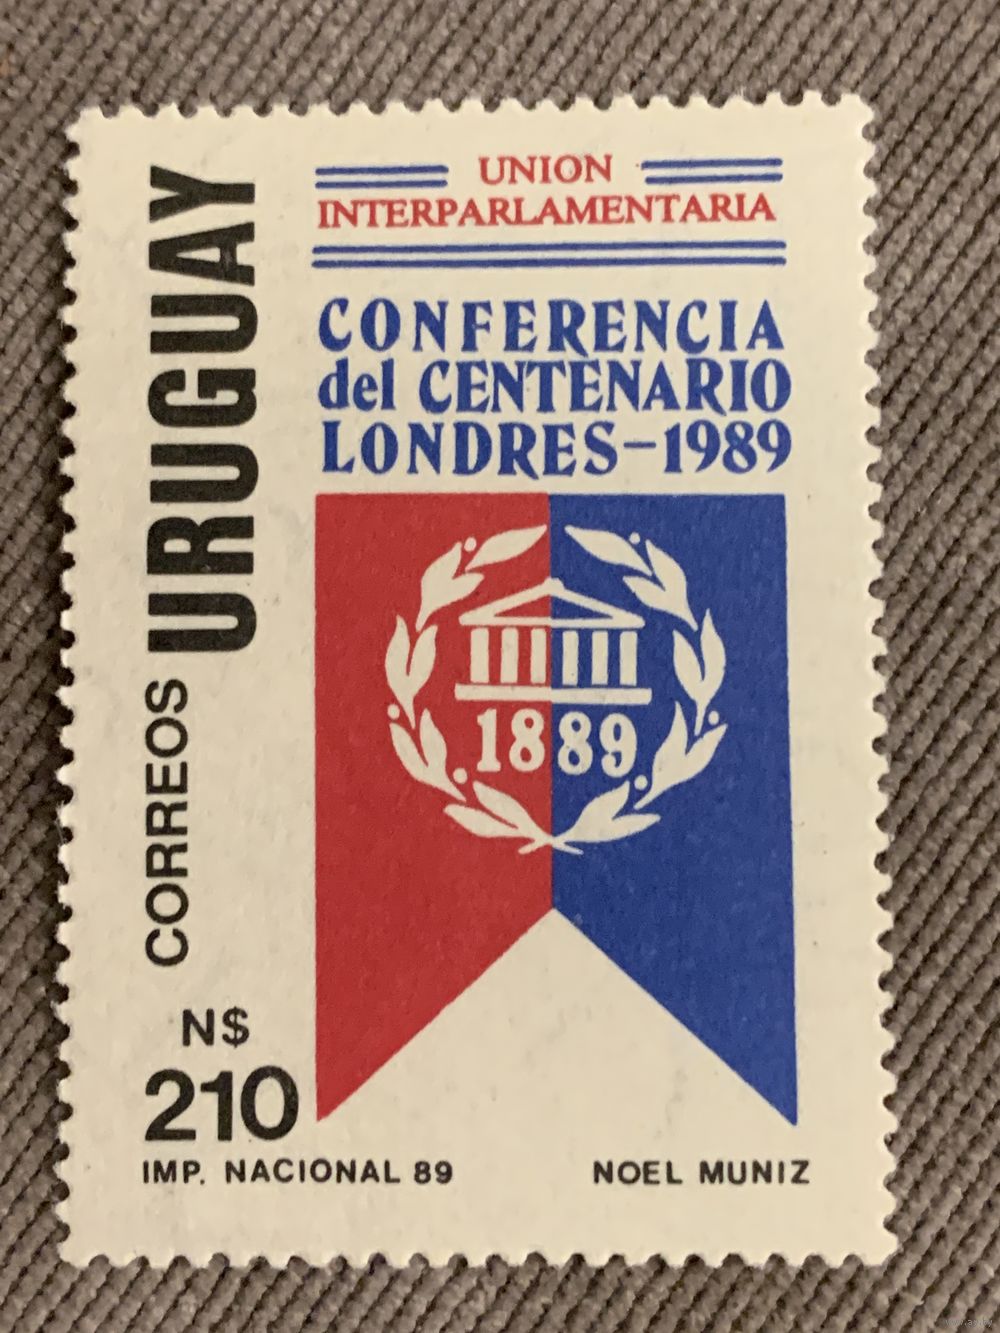 UNION
INTERPARLAMENTARIA
CONFERENCIA
del CENTENARIO
LONDRES-1989
CORREOS URUGUAY
1889
N$
210
IMP. NACIONAL 89
NOEL MUNIZ